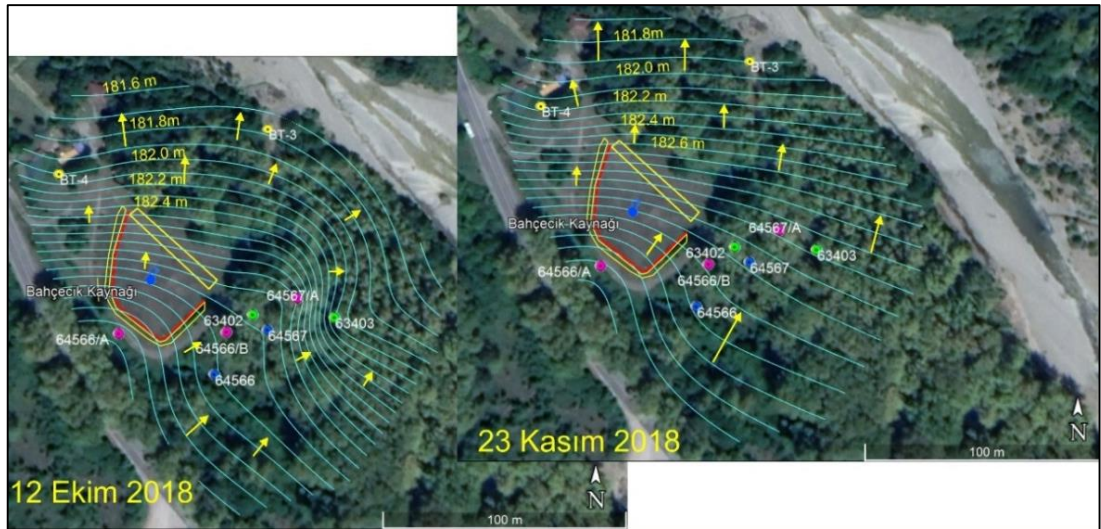 181.6 m
181.8m
BT-3
182.0 m
BT-4
182.2 m
182.4 m
Bahçecik Kaynağı
64567/A
63402
63403
64566/A
64566/B
64567
64566
12 Ekim 2018
N
100 m
181.8m
182.0 m
BT-3
182.2 m
BT-4
182.4 m
182.6 m
Bahçecik Kaynağı
64567/A
63402
63403
64566/A
64566/B
64567
64566
23 Kasım 2018
N
100 m